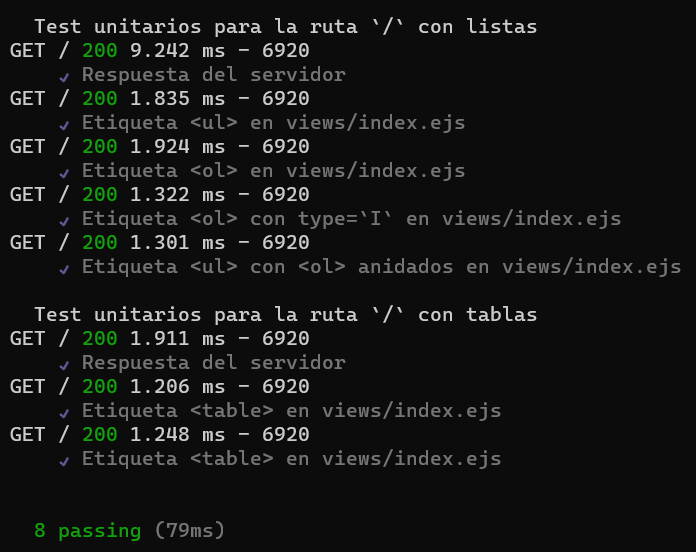 Test unitarios para la ruta `/` con listas
GET / 200 9.242 ms - 6920
✓ Respuesta del servidor
GET / 200 1.835 ms - 6920
✓ Etiqueta <ul> en views/index.ejs
GET / 200 1.924 ms - 6920
✓ Etiqueta <ol> en views/index.ejs
GET / 200 1.322 ms - 6920
✓ Etiqueta <ol> con type=`I` en views/index.ejs
GET / 200 1.301 ms - 6920
✓ Etiqueta <ul> con <ol> anidados en views/index.ejs
Test unitarios para la ruta `/` con tablas
GET / 200 1.911 ms - 6920
✓ Respuesta del servidor
GET / 200 1.206 ms - 6920
✓ Etiqueta <table> en views/index.ejs
GET / 200 1.248 ms - 6920
✓ Etiqueta <table> en views/index.ejs
8 passing (79ms)